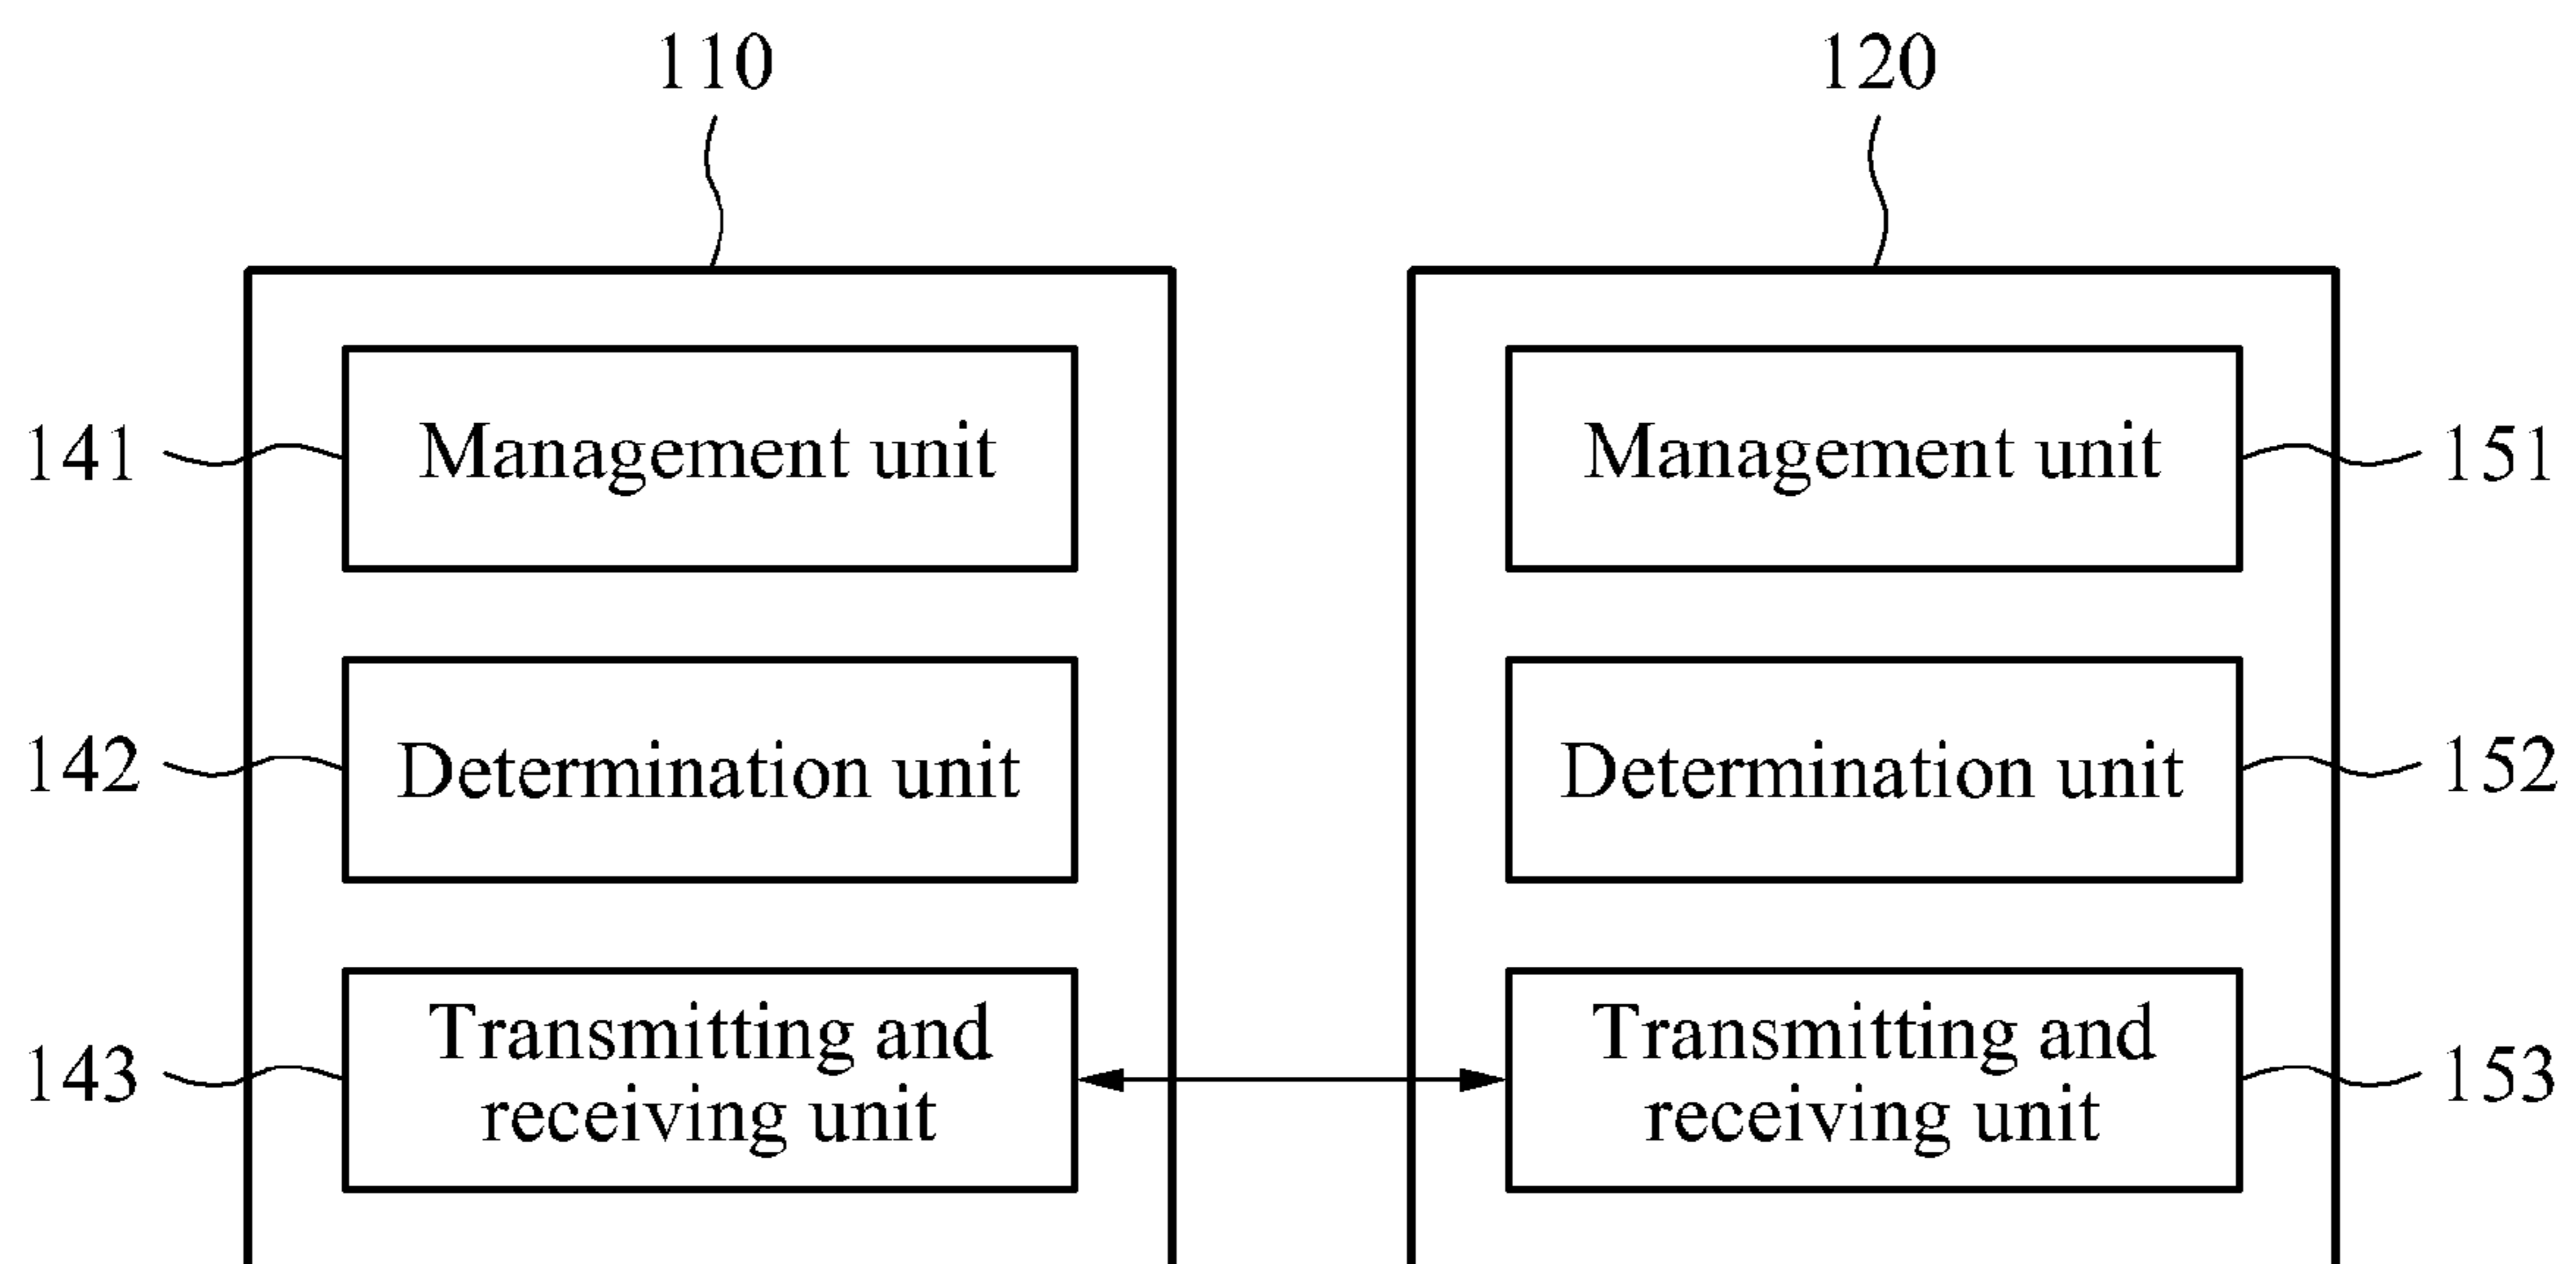 110
120
141
Management unit
Management unit
151
142
Determination unit
Determination unit
152
143
Transmitting and
receiving unit
Transmitting and
receiving unit
153